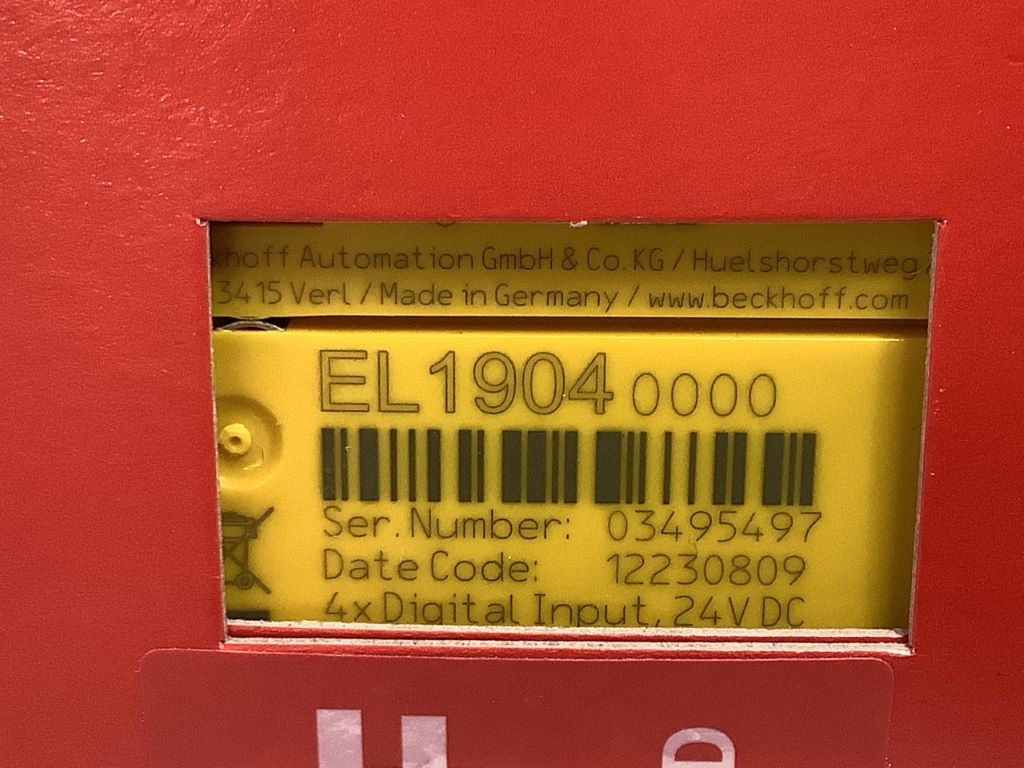 khoff Automation GmbH & Co. KG / Huelshorstweg
3415 Verl / Made in Germany / www.beckhoff.com
EL1904 0000
Ser. Number: 03495497
Date Code: 12230809
4x Digital Input, 24V DC